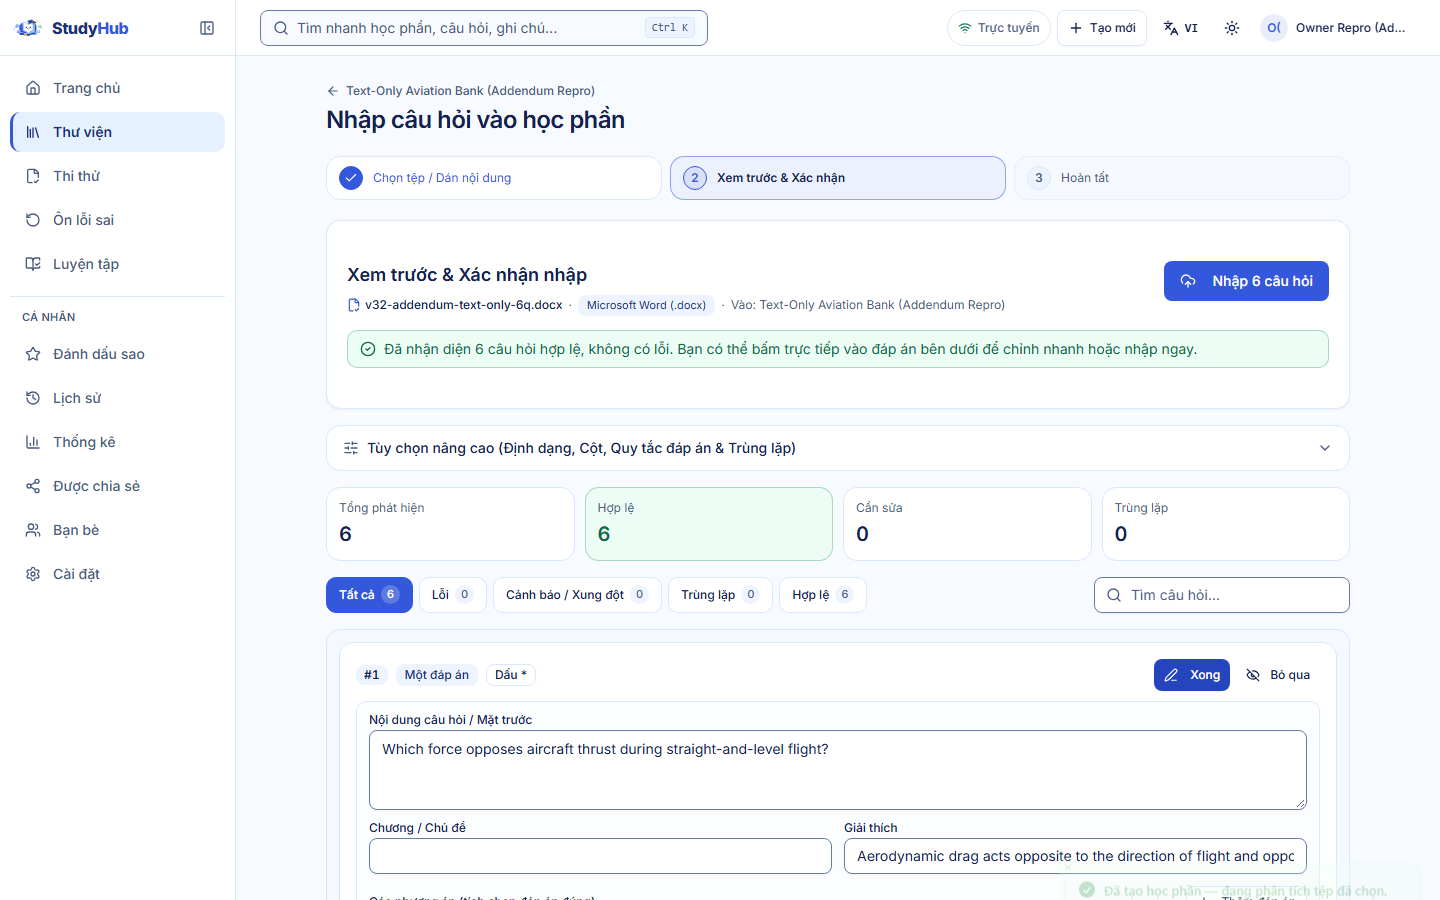 StudyHub
Tìm nhanh học phần, câu hỏi, ghi chú...
Ctrl K
Trực tuyến
Tạo mới
VI
O(
Owner Repro (Ad...
Trang chủ
Thư viện
Thi thử
Ôn lỗi sai
Luyện tập
CÁ NHÂN
Đánh dấu sao
Lịch sử
Thống kê
Được chia sẻ
Bạn bè
Cài đặt
Text-Only Aviation Bank (Addendum Repro)
Nhập câu hỏi vào học phần
Chọn tệp / Dán nội dung
2 Xem trước & Xác nhận
3 Hoàn tất
Xem trước & Xác nhận nhập
Nhập 6 câu hỏi
v32-addendum-text-only-6q.docx · Microsoft Word (.docx) · Vào: Text-Only Aviation Bank (Addendum Repro)
Đã nhận diện 6 câu hỏi hợp lệ, không có lỗi. Bạn có thể bấm trực tiếp vào đáp án bên dưới để chỉnh nhanh hoặc nhập ngay.
Tùy chọn nâng cao (Định dạng, Cột, Quy tắc đáp án & Trùng lặp)
Tổng phát hiện
6
Hợp lệ
6
Cần sửa
0
Trùng lặp
0
Tất cả 6
Lỗi 0
Cảnh báo / Xung đột 0
Trùng lặp 0
Hợp lệ 6
Tìm câu hỏi...
#1 Một đáp án Dấu *
Xong
Bỏ qua
Nội dung câu hỏi / Mặt trước
Which force opposes aircraft thrust during straight-and-level flight?
Chương / Chủ đề
Giải thích
Aerodynamic drag acts opposite to the direction of flight and oppo
Đã tạo học phần — đang phân tích tệp đã chọn.